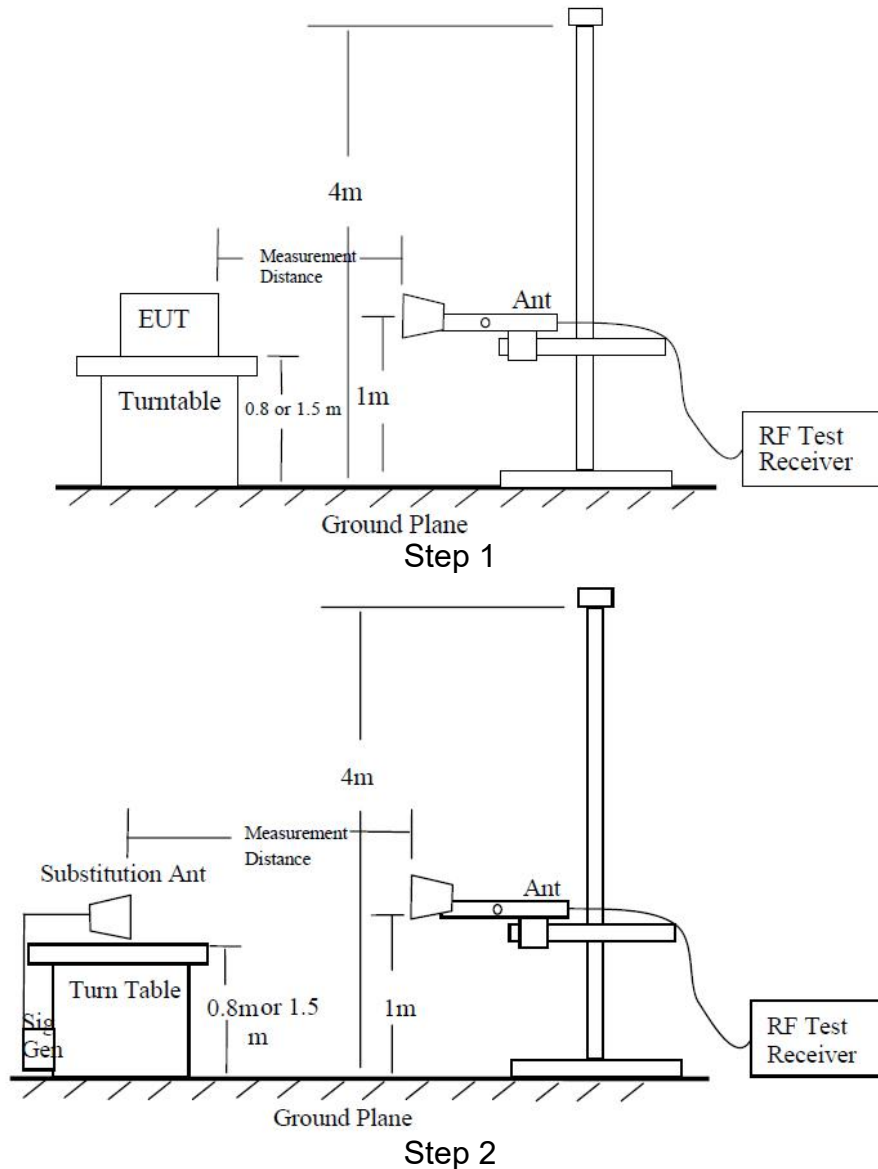 4m
Measurement
Distance
EUT
Ant
Turntable
0.8 or 1.5 m
1m
RF Test
Receiver
Ground Plane
Step 1
4m
Measurement
Distance
Substitution Ant
Ant
Turn Table
0.8m or 1.5
m
1m
Sig
Gen
RF Test
Receiver
Ground Plane
Step 2